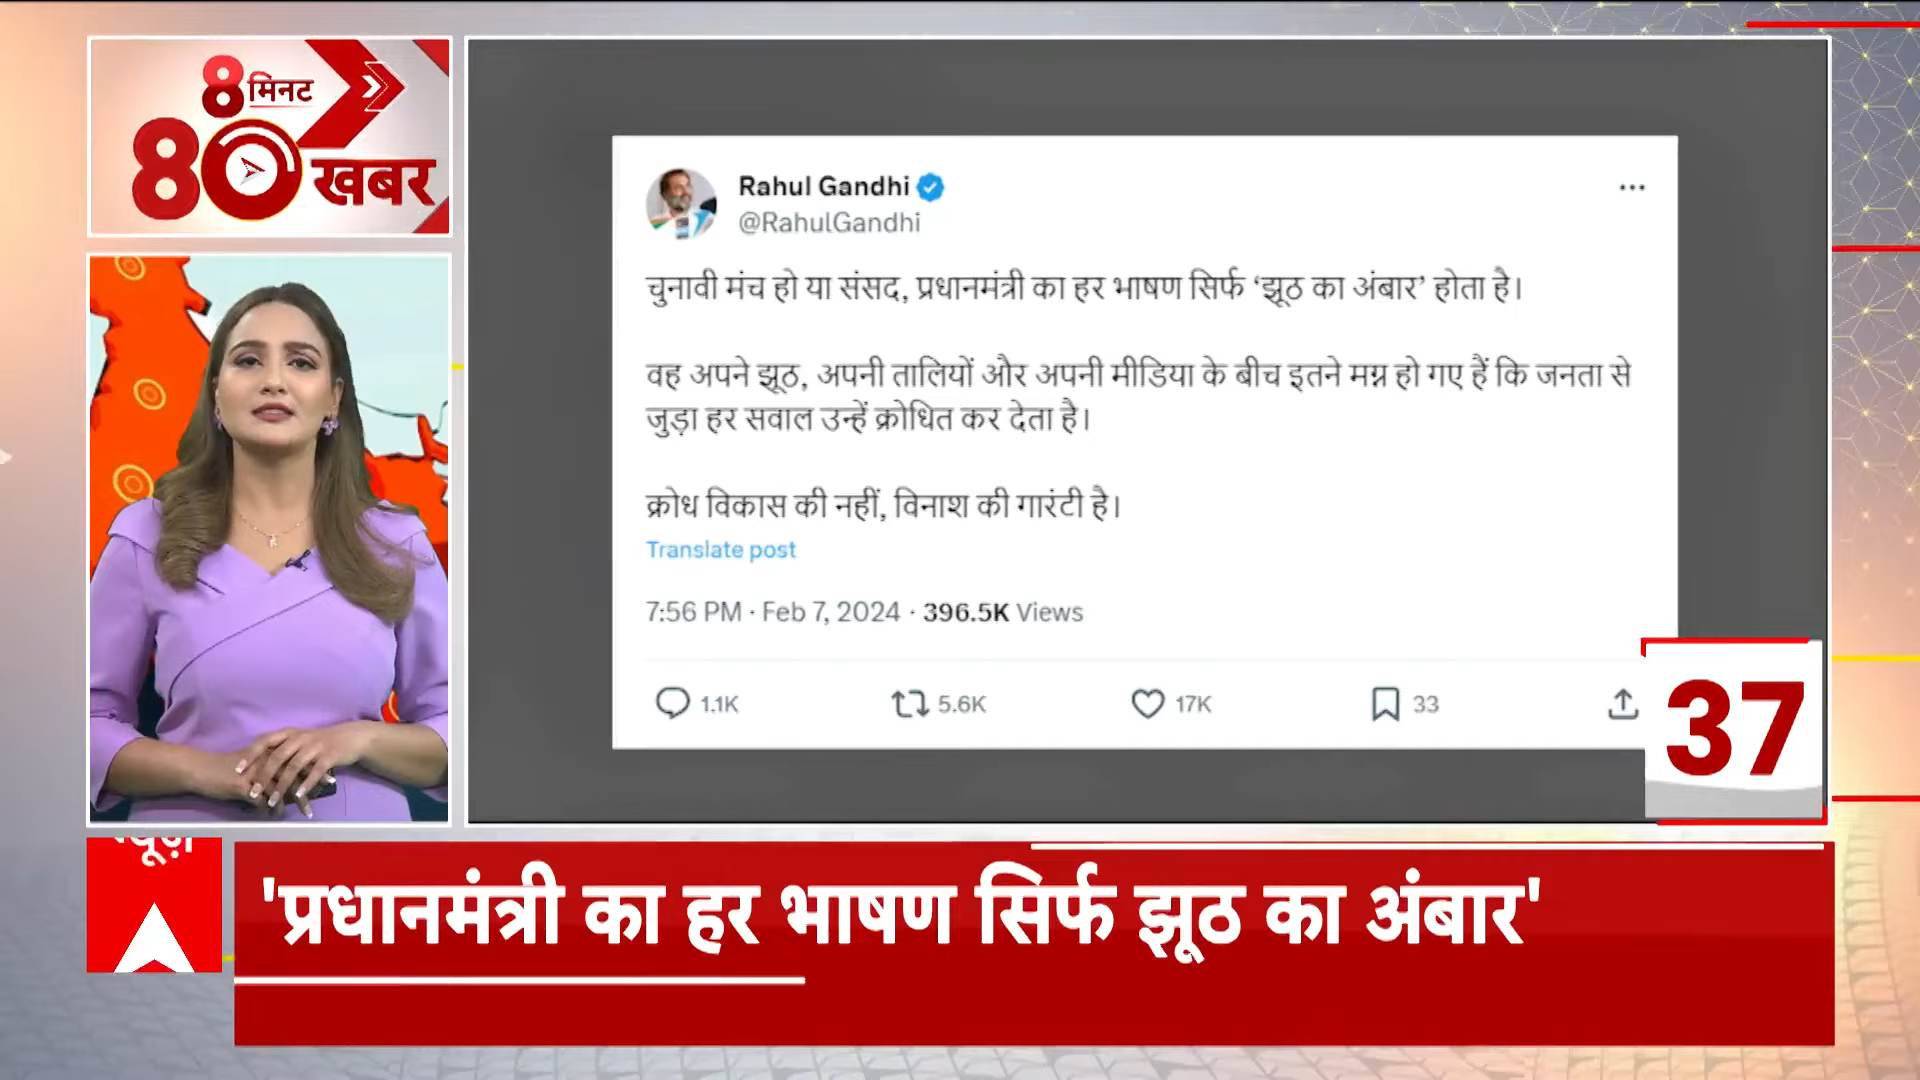 8 मिनट
80 खबर
Rahul Gandhi
@RahulGandhi
चुनावी मंच हो या संसद, प्रधानमंत्री का हर भाषण सिर्फ ‘झूठ का अंबार’ होता है।
वह अपने झूठ, अपनी तालियों और अपनी मीडिया के बीच इतने मग्न हो गए हैं कि जनता से
जुड़ा हर सवाल उन्हें क्रोधित कर देता है।
क्रोध विकास की नहीं, विनाश की गारंटी है।
Translate post
7:56 PM · Feb 7, 2024 · 396.5K Views
1.1K 5.6K 17K 33
37
'प्रधानमंत्री का हर भाषण सिर्फ झूठ का अंबार'